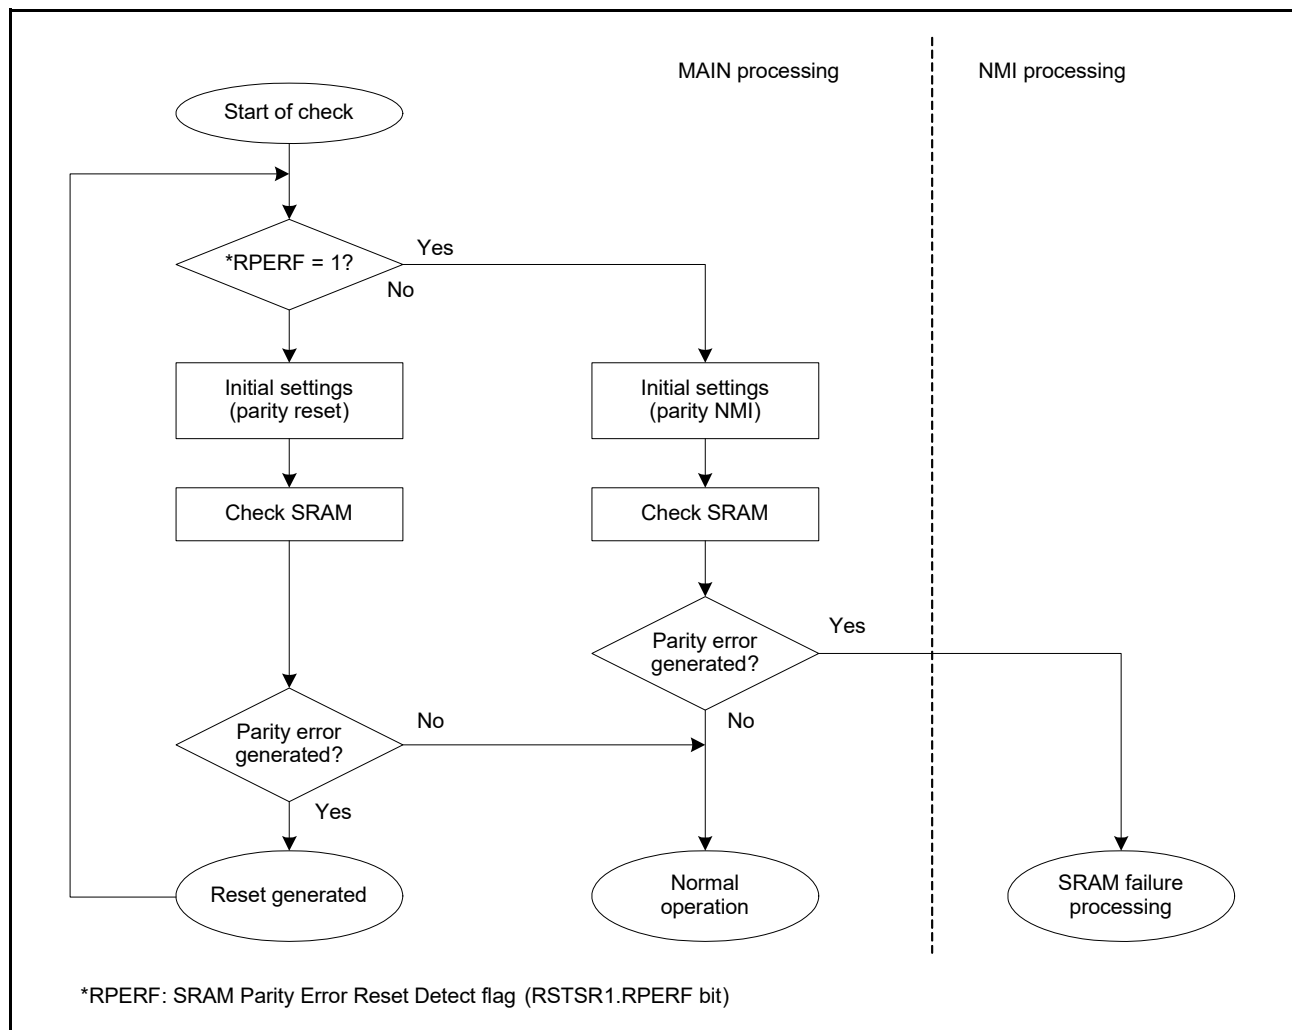 MAIN processing
NMI processing
Start of check
*RPERF = 1?
Yes
No
Initial settings
(parity reset)
Initial settings
(parity NMI)
Check SRAM
Check SRAM
Parity error
generated?
Yes
No
Parity error
generated?
No
Yes
Reset generated
Normal
operation
SRAM failure
processing
*RPERF: SRAM Parity Error Reset Detect flag (RSTSR1.RPERF bit)